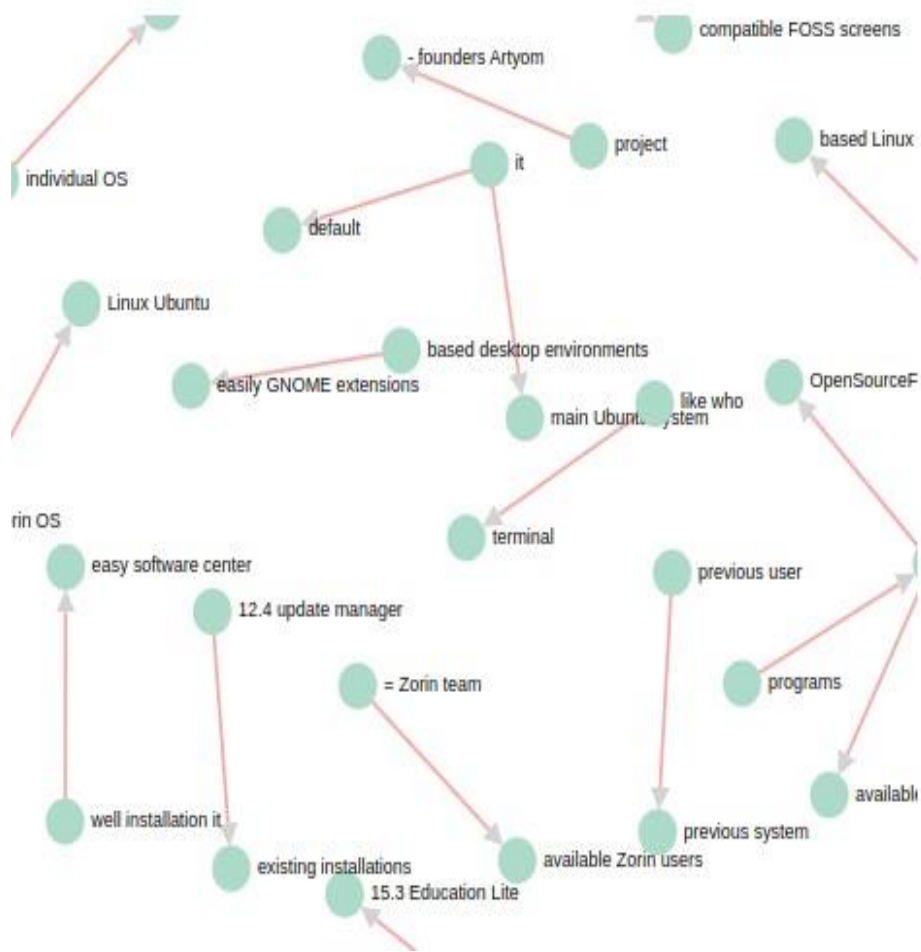 compatible FOSS screens
- founders Artyom
based Linux
project
it
individual OS
default
Linux Ubuntu
based desktop environments
easily GNOME extensions
OpenSourceF
like who
main Ubuntu system
rin OS
terminal
easy software center
previous user
12.4 update manager
= Zorin team
programs
available
well installation it
previous system
available Zorin users
existing installations
15.3 Education Lite